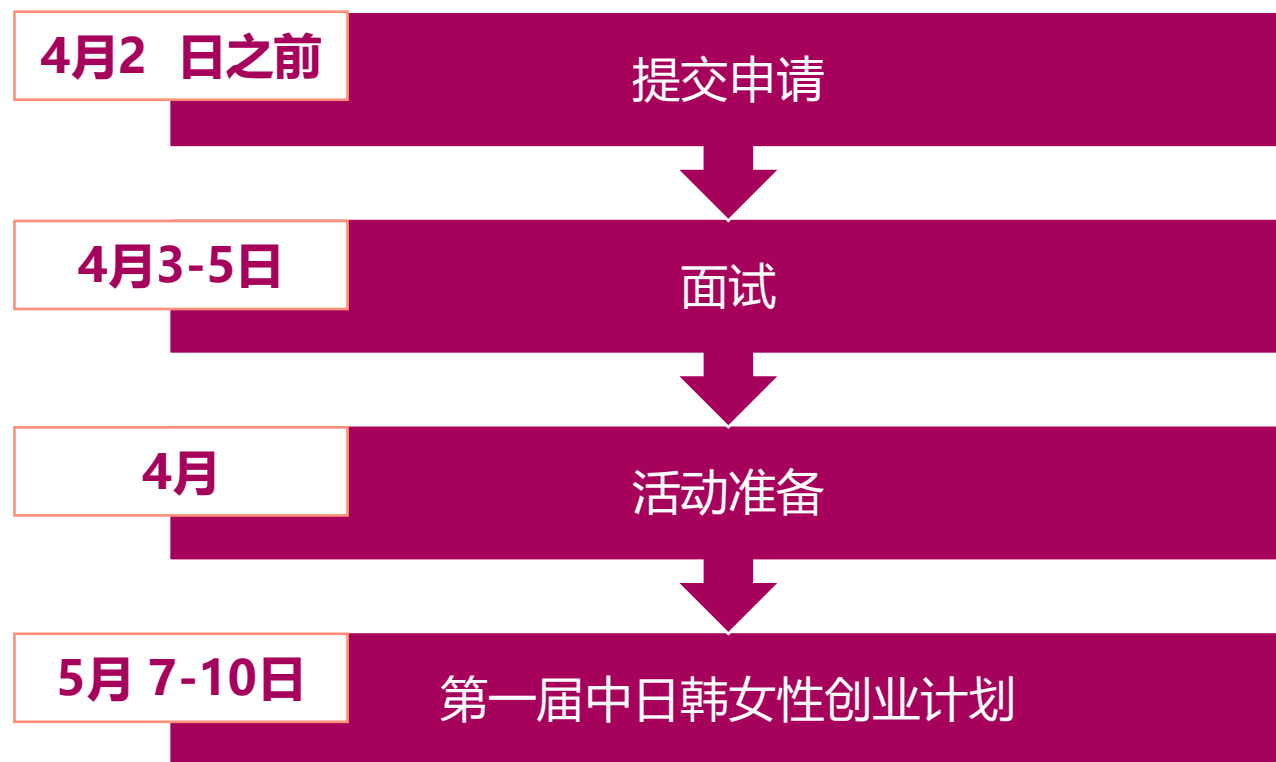 4月2 日之前
提交申请
4月3-5日
面试
4月
活动准备
5月 7-10日
第一届中日韩女性创业计划